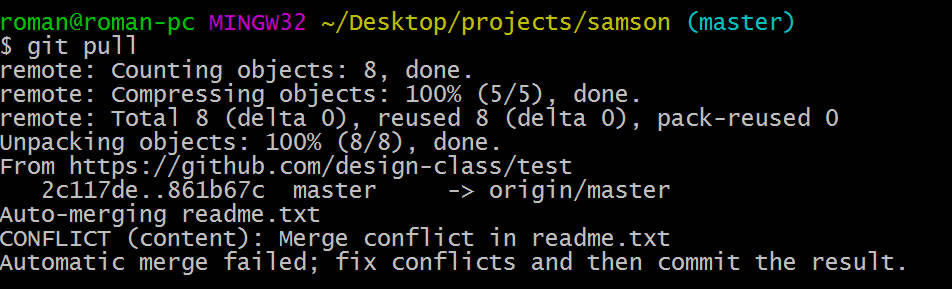 roman@roman-pc MINGW32 ~/Desktop/projects/samson (master)
$ git pull
remote: Counting objects: 8, done.
remote: Compressing objects: 100% (5/5), done.
remote: Total 8 (delta 0), reused 8 (delta 0), pack-reused 0
Unpacking objects: 100% (8/8), done.
From https://github.com/design-class/test
   2c117de..861b67c  master     -> origin/master
Auto-merging readme.txt
CONFLICT (content): Merge conflict in readme.txt
Automatic merge failed; fix conflicts and then commit the result.